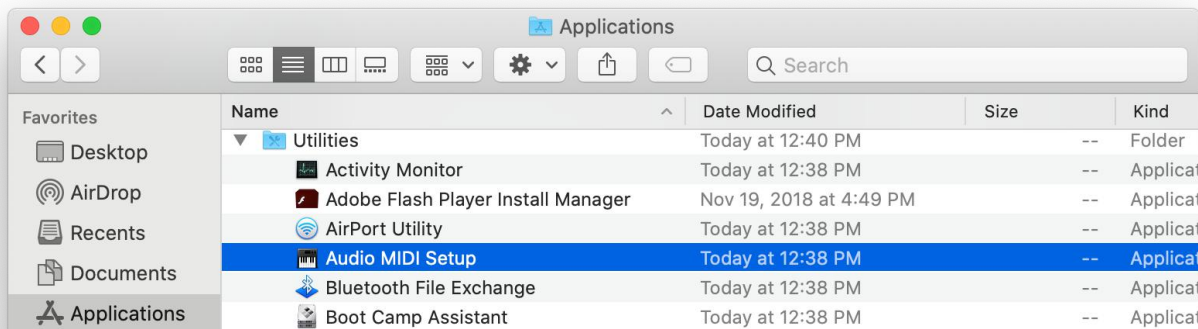 Applications
Search
Favorites
Desktop
AirDrop
Recents
Documents
Applications
Name Date Modified Size Kind
Utilities Today at 12:40 PM -- Folder
Activity Monitor Today at 12:38 PM -- Applicat
Adobe Flash Player Install Manager Nov 19, 2018 at 4:49 PM -- Applicat
AirPort Utility Today at 12:38 PM -- Applicat
Audio MIDI Setup Today at 12:38 PM -- Applicat
Bluetooth File Exchange Today at 12:38 PM -- Applicat
Boot Camp Assistant Today at 12:38 PM -- Applicat